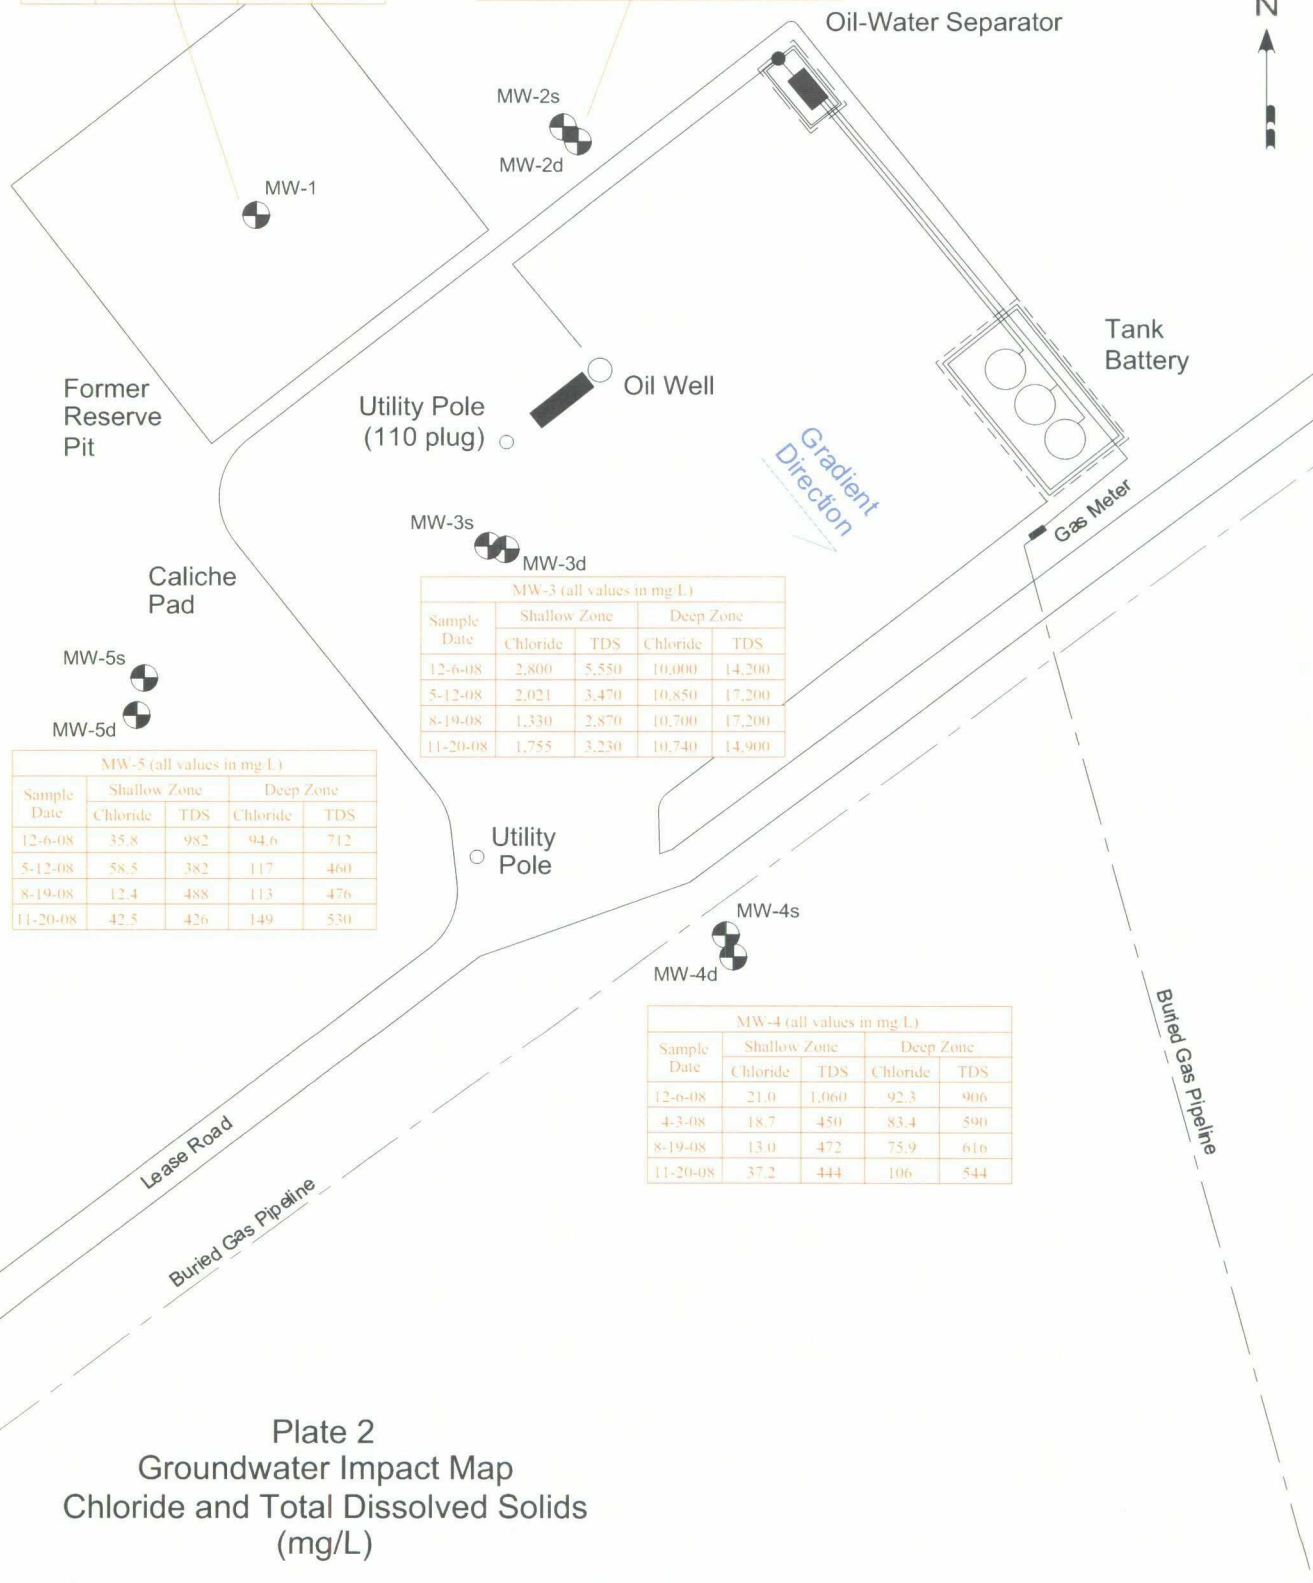 Oil-Water Separator
N
MW-2s
MW-2d
MW-1
Tank
Battery
Former
Reserve
Pit
Utility Pole
(110 plug)
Oil Well
Gradient
Direction
Gas Meter
MW-3s
MW-3d
Caliche
Pad
MW-3 (all values in mg/L)
Sample Date Shallow Zone Deep Zone
Chloride TDS Chloride TDS
12-6-08 2,800 5,550 10,000 14,200
5-12-08 2,021 3,470 10,850 17,200
8-19-08 1,330 2,870 10,700 17,200
11-20-08 1,755 3,230 10,740 14,900
MW-5s
MW-5d
MW-5 (all values in mg/L)
Sample Date Shallow Zone Deep Zone
Chloride TDS Chloride TDS
12-6-08 35.8 982 94.6 712
5-12-08 58.5 382 117 460
8-19-08 12.4 488 113 476
11-20-08 42.5 426 149 530
Utility
Pole
MW-4s
MW-4d
MW-4 (all values in mg/L)
Sample Date Shallow Zone Deep Zone
Chloride TDS Chloride TDS
12-6-08 21.0 1,060 92.3 906
4-3-08 18.7 450 83.4 590
8-19-08 13.0 472 75.9 616
11-20-08 37.2 444 106 544
Buried Gas Pipeline
Lease Road
Buried Gas Pipeline
Plate 2
Groundwater Impact Map
Chloride and Total Dissolved Solids
(mg/L)